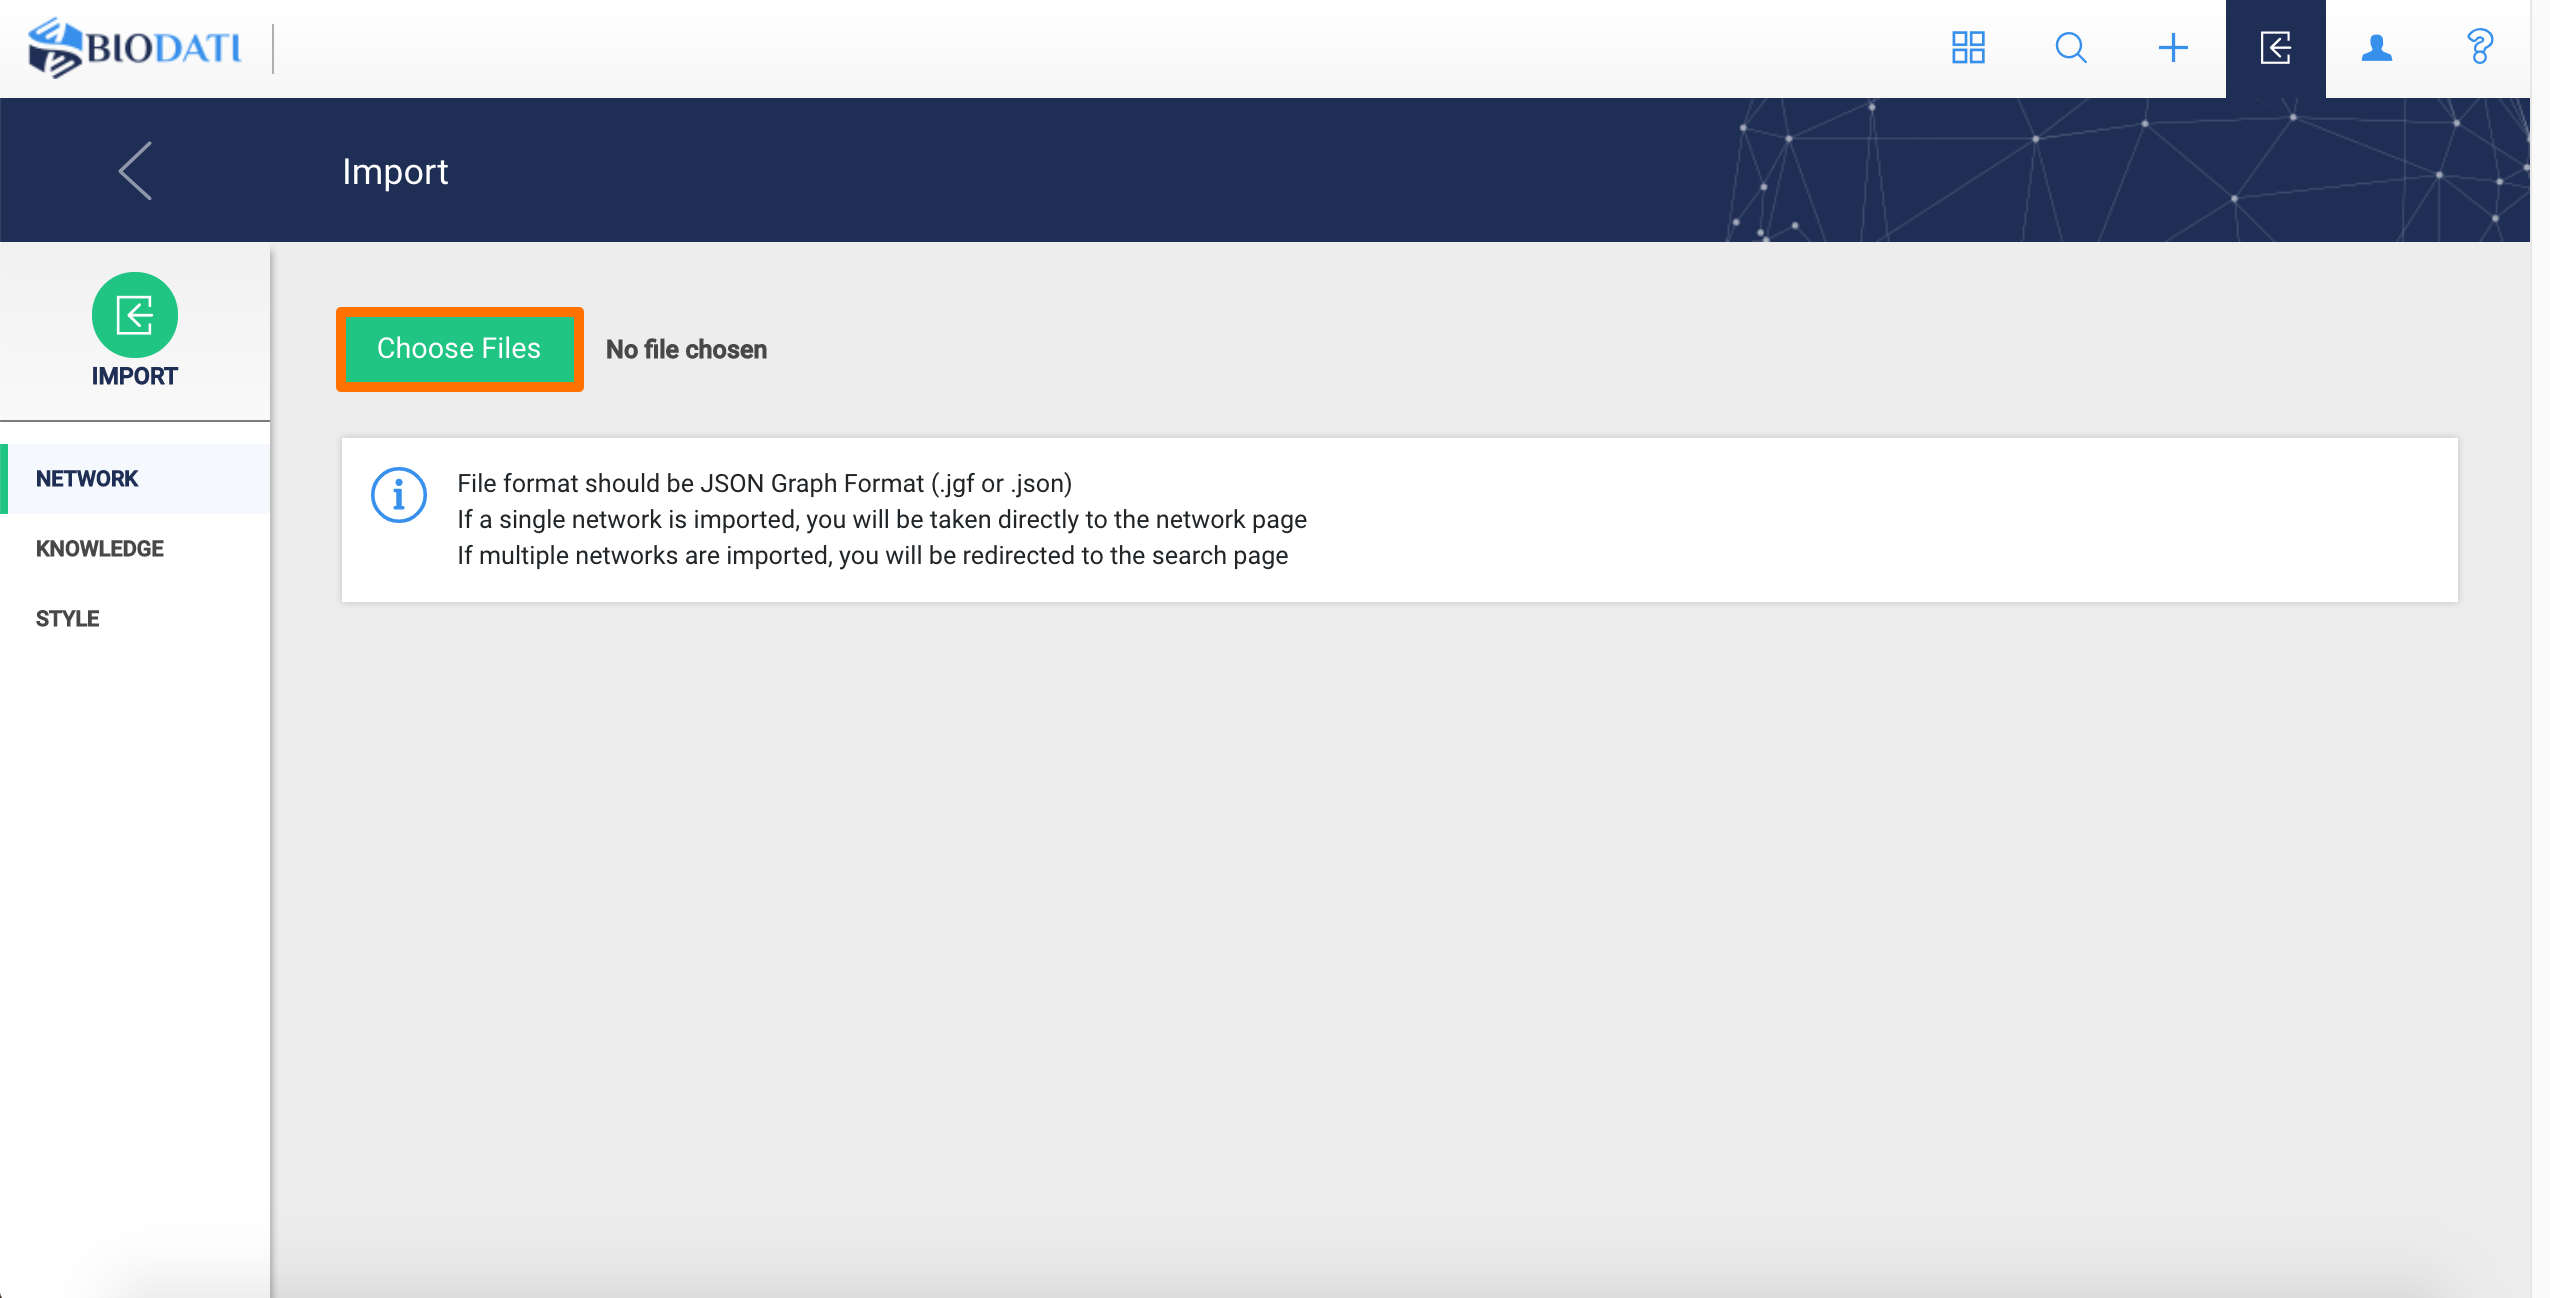 BIODATI
Import
IMPORT
Choose Files
No file chosen
File format should be JSON Graph Format (.jgf or .json)
If a single network is imported, you will be taken directly to the network page
If multiple networks are imported, you will be redirected to the search page
NETWORK
KNOWLEDGE
STYLE